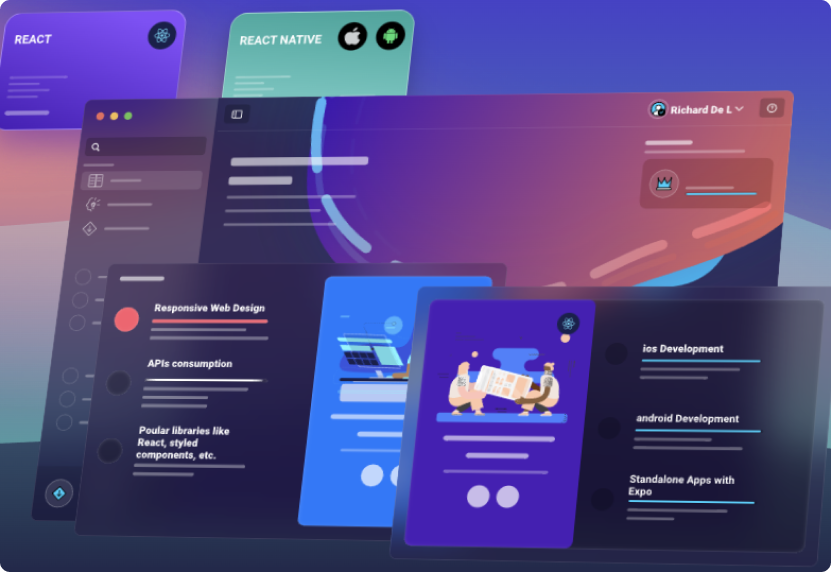 REACT
REACT NATIVE
Richard De L
Responsive Web Design
APIs consumption
Poular libraries like
React, styled
components, etc.
ios Development
android Development
Standalone Apps with
Expo